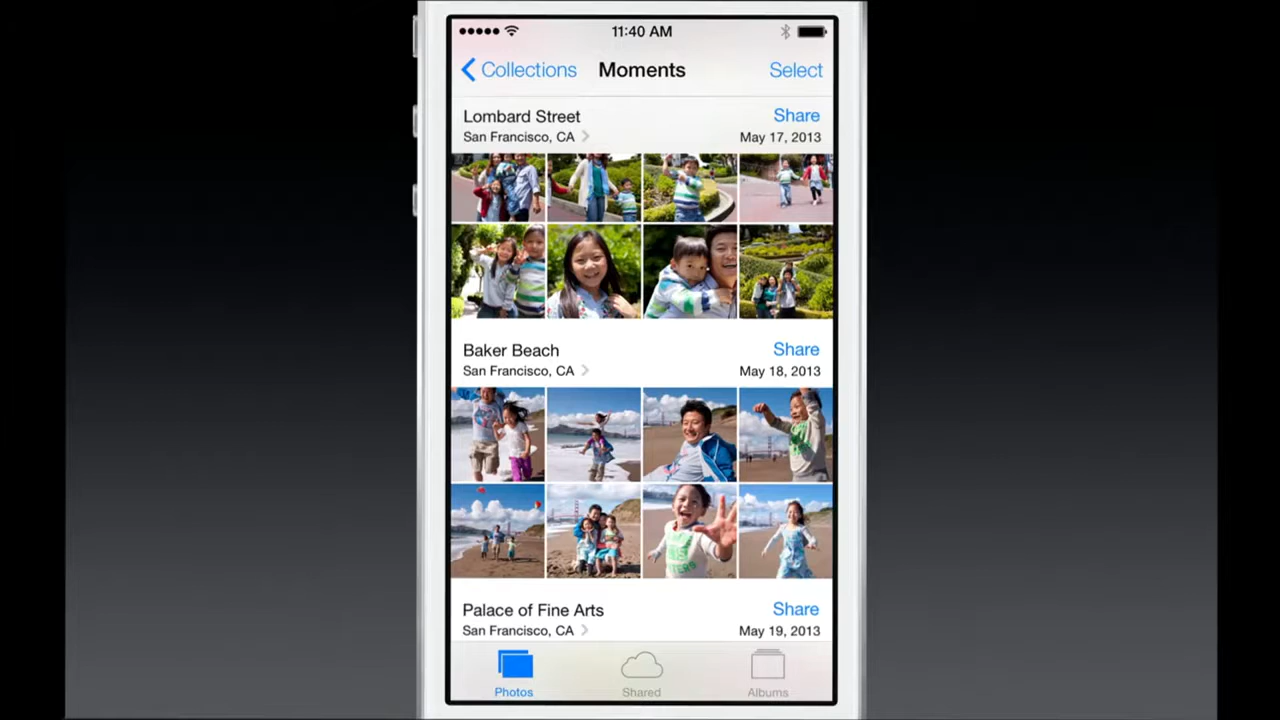 11:40 AM
Collections Moments Select
Lombard Street Share
San Francisco, CA May 17, 2013
Baker Beach Share
San Francisco, CA May 18, 2013
Palace of Fine Arts Share
San Francisco, CA May 19, 2013
Photos Shared Albums